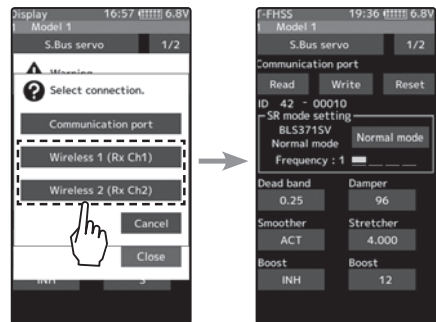 Display 16:57 6.8V
1 Model 1
S.Bus servo 1/2
Warning
Select connection.
Communication port
Wireless 1 (Rx Ch1)
Wireless 2 (Rx Ch2)
Cancel
Close
INH
T-FHSS 19:36 6.8V
1 Model 1
S.Bus servo 1/2
Communication port
Read Write Reset
ID 42 - 00010
SR mode setting
BLS371SV
Normal mode
Normal mode
Frequency : 1
Dead band Damper
0.25 96
Smoother Stretcher
ACT 4.000
Boost Boost
INH 12